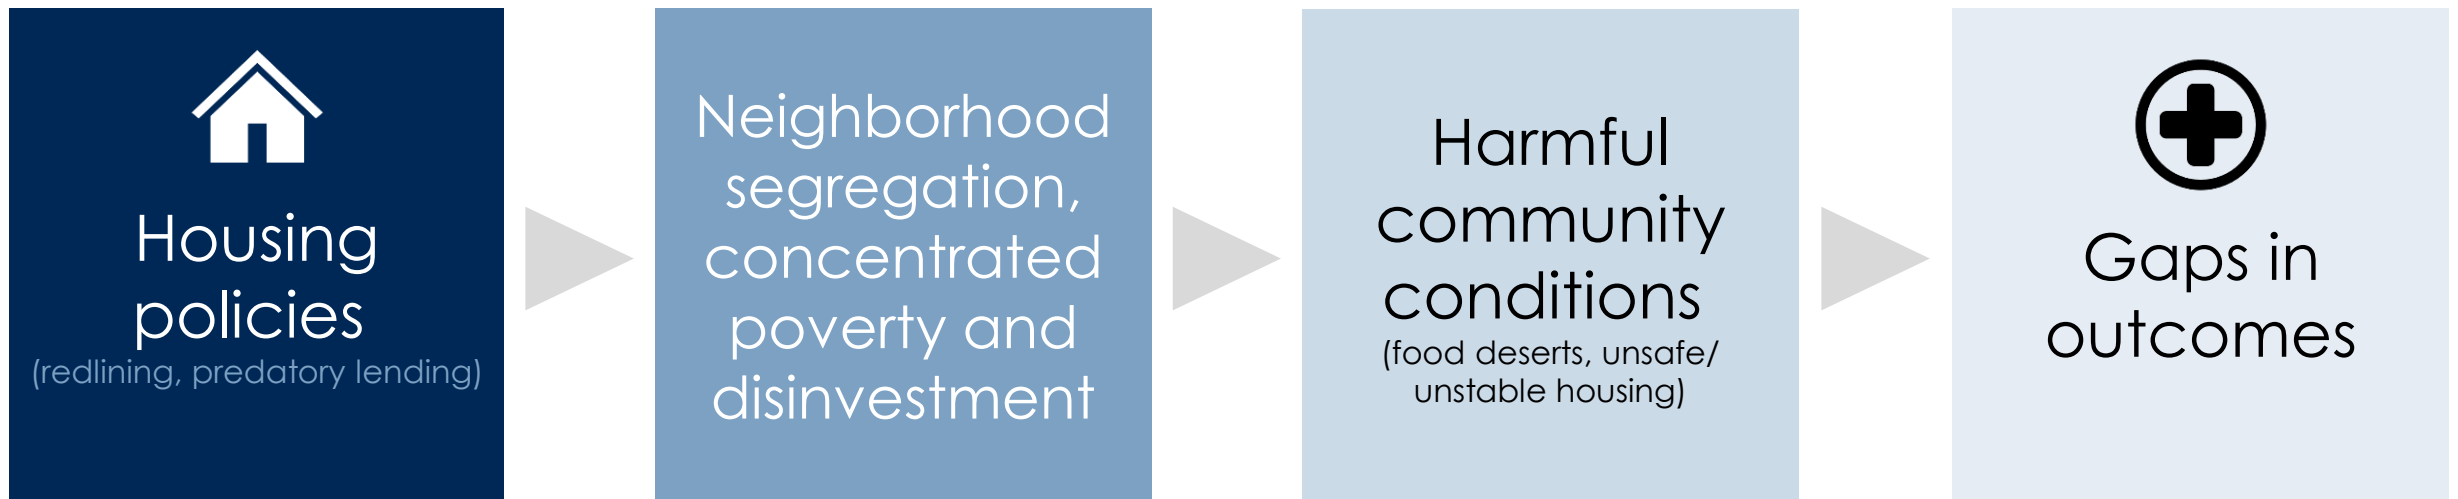 Housing
policies
(redlining, predatory lending)
Neighborhood
segregation,
concentrated
poverty and
disinvestment
Harmful
community
conditions
(food deserts, unsafe/
unstable housing)
Gaps in
outcomes